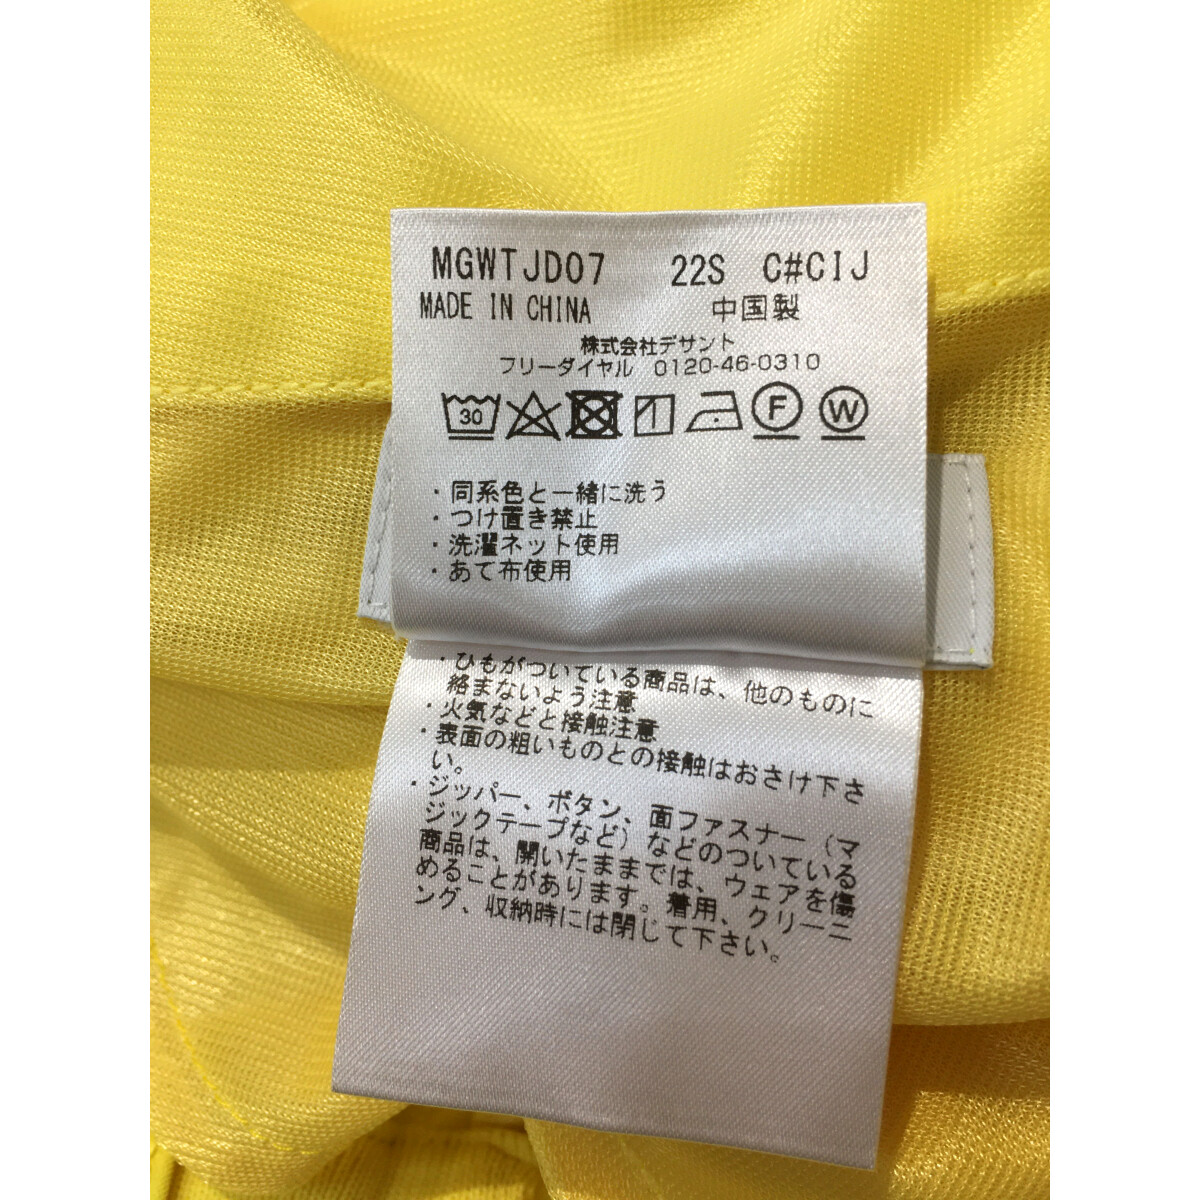 MGWTJD07 22S C#CIJ
MADE IN CHINA 中国製
株式会社デサント
フリーダイヤル 0120-46-0310
30 F W
・同系色と一緒に洗う
・つけ置き禁止
・洗濯ネット使用
・あて布使用
・ひもがついている商品は、他のものに
絡まないよう注意
・火気などと接触注意
・表面の粗いものとの接触はおさけ下さ
い。
・ジッパー、ボタン、面ファスナー（マ
ジックテープなど）などのついている
商品は、開いたままでは、ウェアを傷
めることがあります。着用、クリーニ
ング、収納時には閉じて下さい。